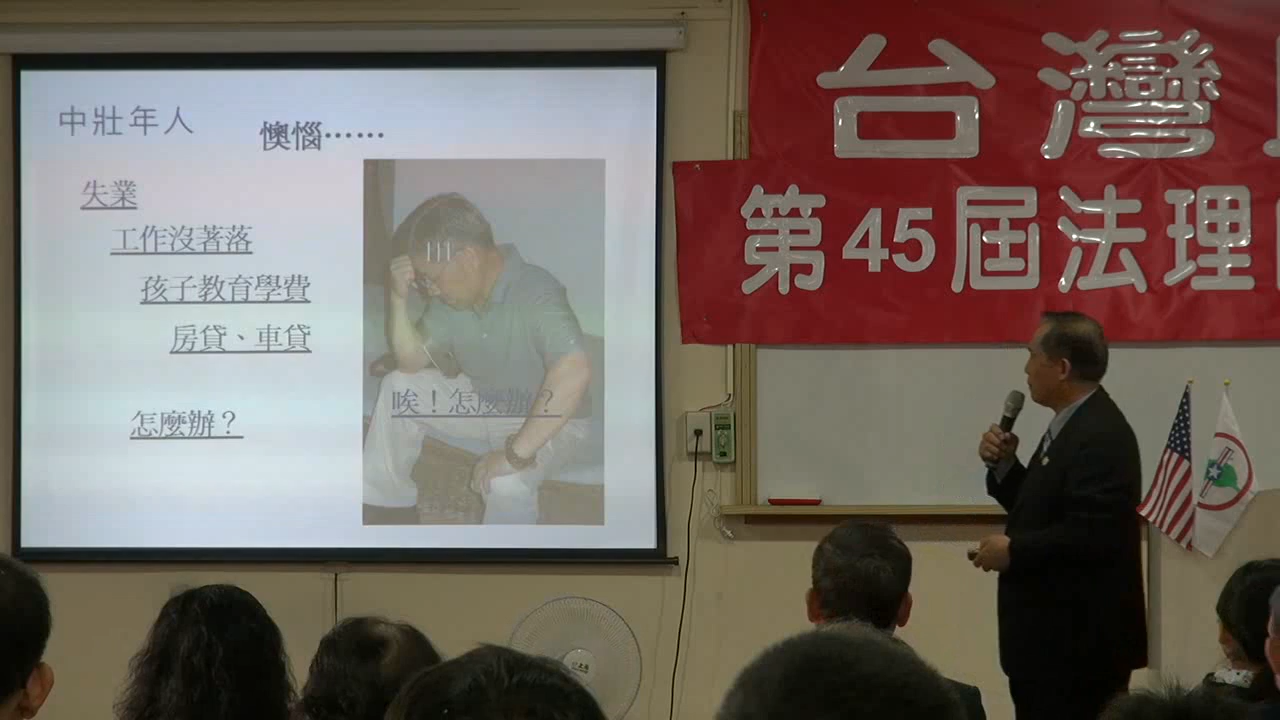 中壯年人
懊惱⋯⋯
失業
工作沒著落
孩子教育學費
房貸、車貸
怎麼辦？
唉！怎麼辦？
台灣
第45屆法理